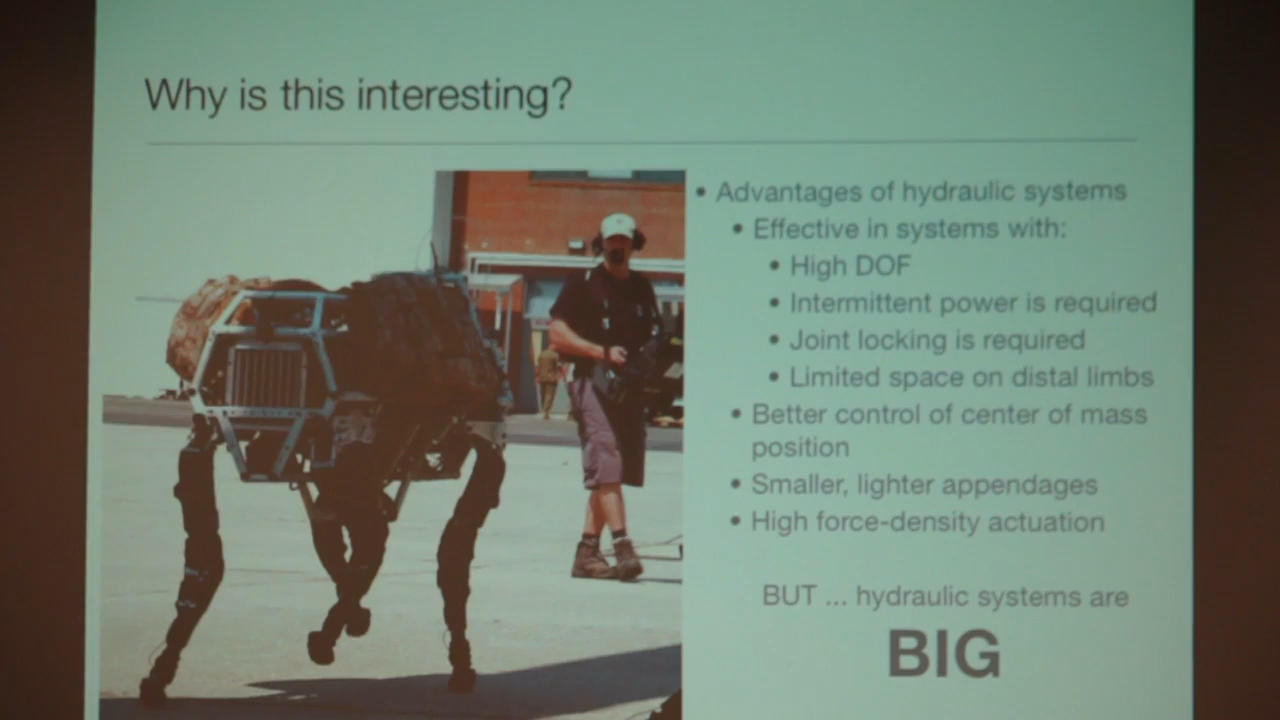 Why is this interesting?
• Advantages of hydraulic systems
• Effective in systems with:
• High DOF
• Intermittent power is required
• Joint locking is required
• Limited space on distal limbs
• Better control of center of mass
position
• Smaller, lighter appendages
• High force-density actuation
BUT ... hydraulic systems are
BIG